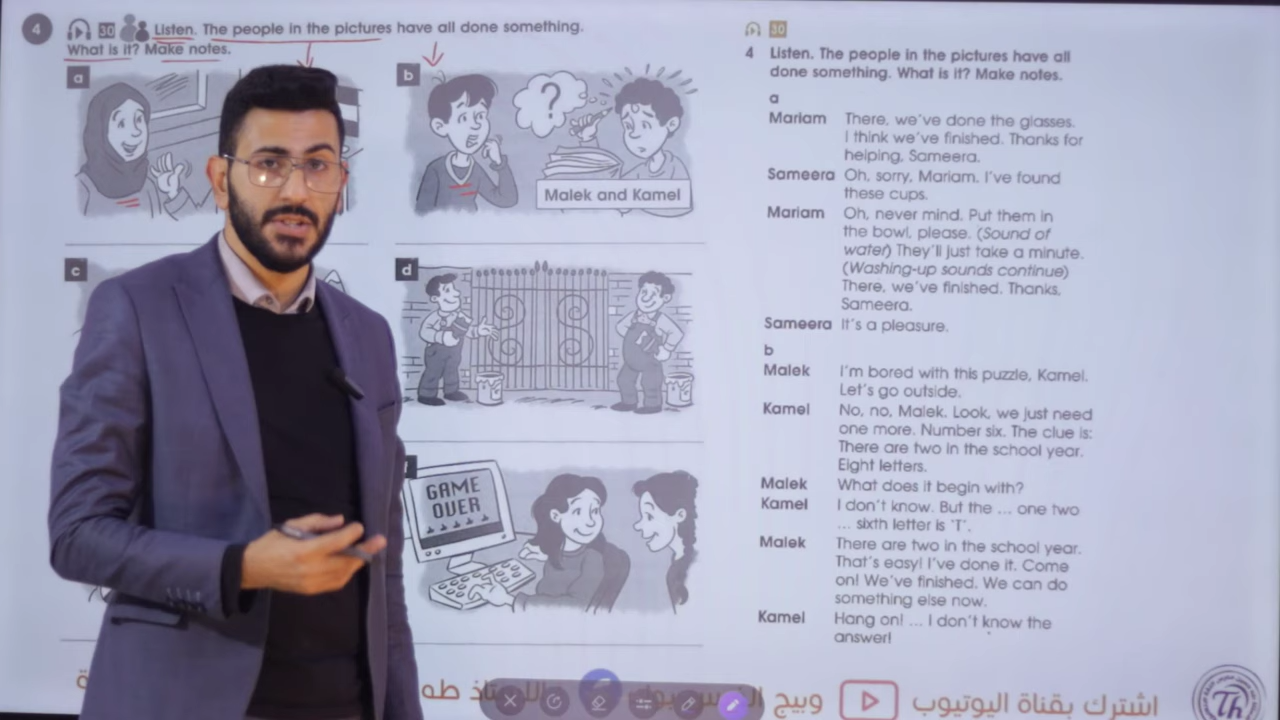 4
30
Listen. The people in the pictures have all done something.
What is it? Make notes.
a
b
?
Malek and Kamel
c
d
GAME
OVER
30
4 Listen. The people in the pictures have all
done something. What is it? Make notes.
a
Mariam There, we've done the glasses.
I think we've finished. Thanks for
helping, Sameera.
Sameera Oh, sorry, Mariam. I've found
these cups.
Mariam Oh, never mind. Put them in
the bowl, please. (Sound of
water) They'll just take a minute.
(Washing-up sounds continue)
There, we've finished. Thanks,
Sameera.
Sameera It's a pleasure.
b
Malek I'm bored with this puzzle, Kamel.
Let's go outside.
Kamel No, no, Malek. Look, we just need
one more. Number six. The clue is:
There are two in the school year.
Eight letters.
Malek What does it begin with?
Kamel I don't know. But the ... one two
... sixth letter is 'T'.
Malek There are two in the school year.
That's easy! I've done it. Come
on! We've finished. We can do
something else now.
Kamel Hang on! ... I don't know the
answer!
اشترك بقناة اليوتيوب
وبيج
طه
Th